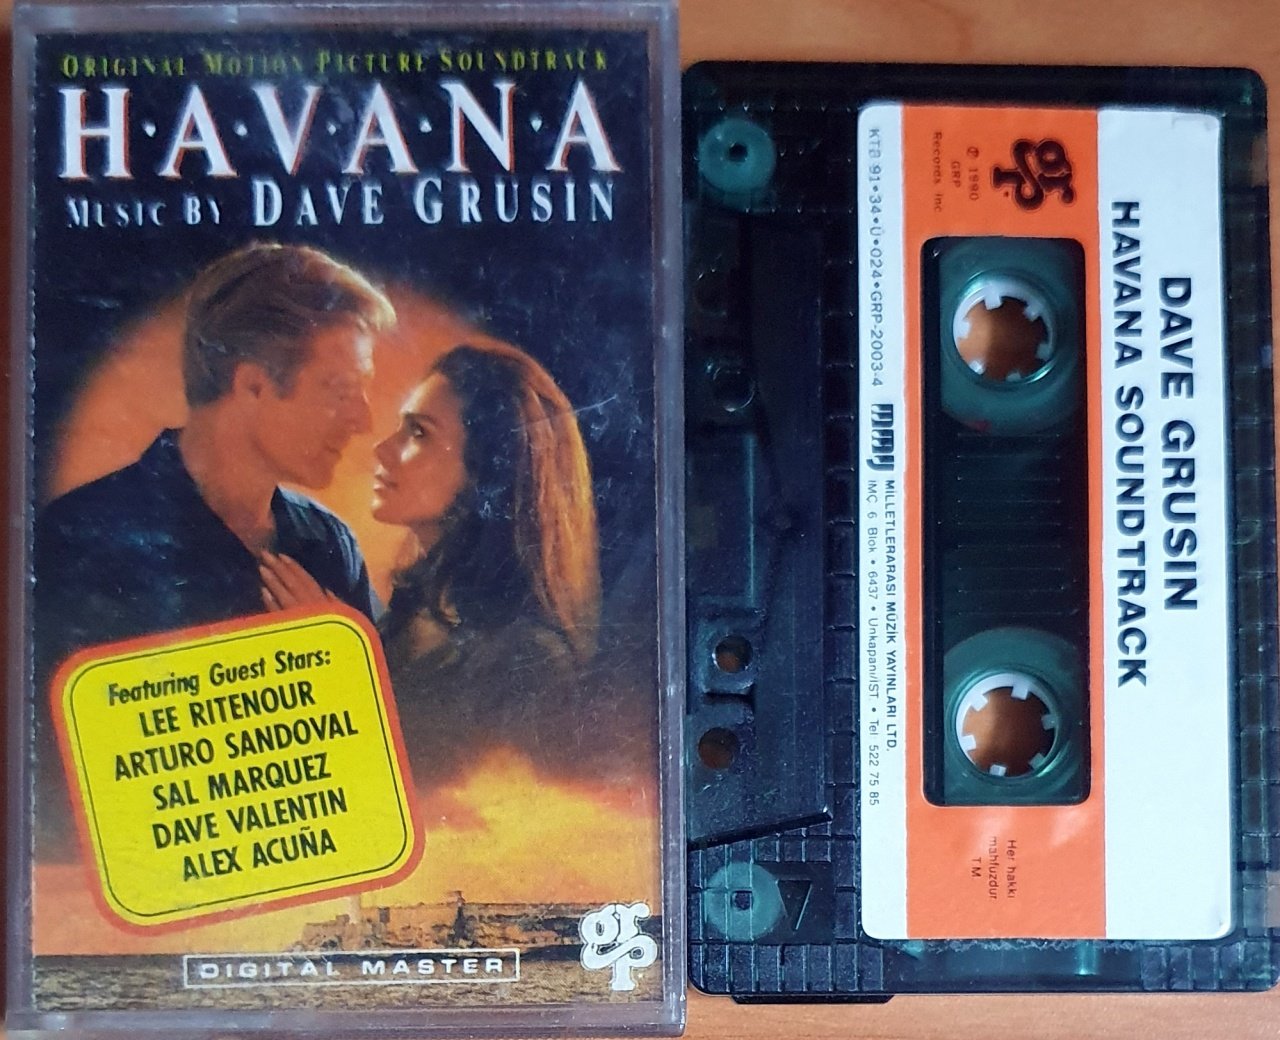 ORIGINAL MOTION PICTURE SOUNDTRACK
H·A·V·A·N·A
MUSIC BY DAVE GRUSIN
Featuring Guest Stars:
LEE RITENOUR
ARTURO SANDOVAL
SAL MARQUEZ
DAVE VALENTIN
ALEX ACUÑA
DIGITAL MASTER
grp
DAVE GRUSIN
HAVANA SOUNDTRACK
grp
℗ 1990
GRP
Records Inc
Her hakkı
mahfuzdur
TM
KTB 91•34•Ü•024•GRP-2003-4
MMY
MİLLETLERARASI MÜZİK YAYINLARI LTD.
İMÇ 6 Blok • 6437 • Unkapanı/İST. • Tel 522 75 85